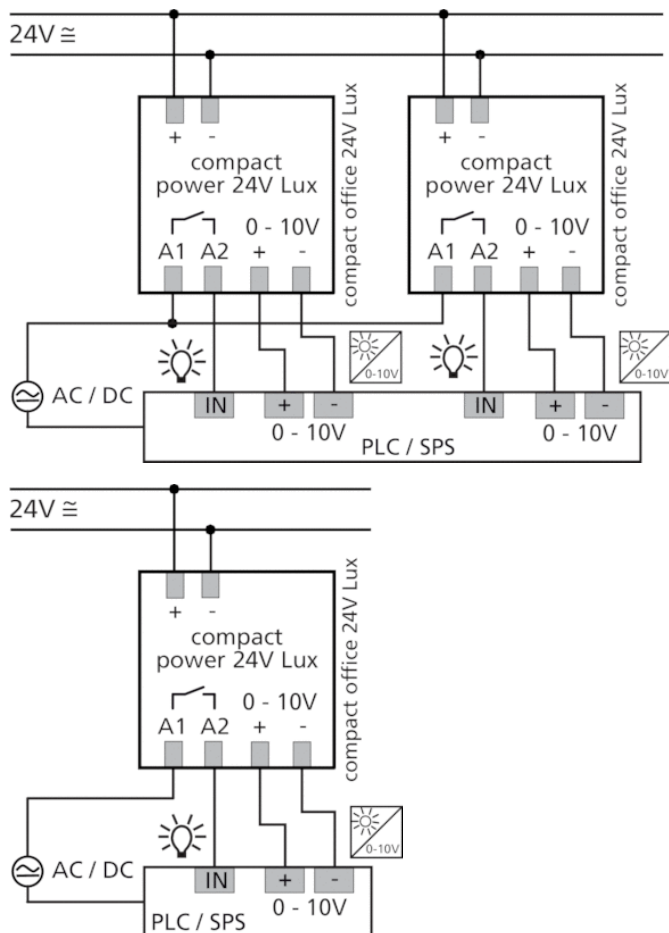 24V ≅
+ -
compact
power 24V Lux
0 - 10V
A1 A2 + -
compact office 24V Lux
+ -
compact
power 24V Lux
0 - 10V
A1 A2 + -
compact office 24V Lux
0-10V
0-10V
AC / DC
IN + - IN + -
0 - 10V 0 - 10V
PLC / SPS
24V ≅
+ -
compact
power 24V Lux
0 - 10V
A1 A2 + -
compact office 24V Lux
0-10V
AC / DC
IN + -
0 - 10V
PLC / SPS